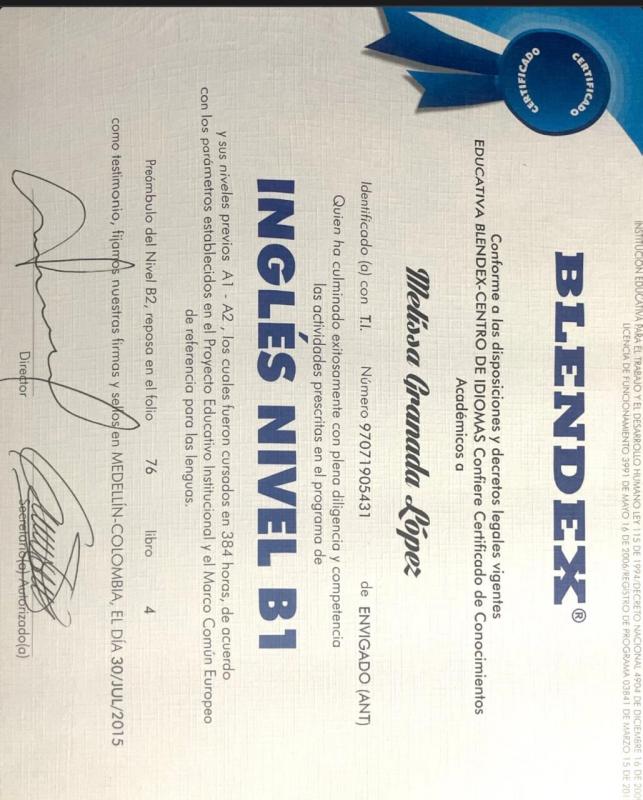 INSTITUCIÓN EDUCATIVA PARA EL TRABAJO Y EL DESARROLLO HUMANO LEY 115 DE 1994/DECRETO NACIONAL 4904 DE DICIEMBRE 16 DE
LICENCIA DE FUNCIONAMIENTO 3991 DE MAYO 16 DE 2006/REGISTRO DE PROGRAMA 03841 DE MARZO 15 DE
CERTIFICADO
CERTIFICADO
BLENDEX®
Conforme a las disposiciones y decretos legales vigentes
EDUCATIVA BLENDEX-CENTRO DE IDIOMAS Confiere Certificado de Conocimientos
Académicos a
Melissa Granada López
Identificado (a) con T.I. Número 97071905431 de ENVIGADO (ANT)
Quien ha culminado exitosamente con plena diligencia y competencia
las actividades prescritas en el programa de
INGLÉS NIVEL B1
y sus niveles previos A1 - A2 , los cuales fueron cursados en 384 horas, de acuerdo
con los parámetros establecidos en el Proyecto Educativo Institucional y el Marco Común Europeo
de referencia para las lenguas.
Preámbulo del Nivel B2, reposa en el folio 76 libro 4
como testimonio, fijamos nuestras firmas y sellos en MEDELLÍN-COLOMBIA, EL DÍA 30/JUL/2015
Director
Secretario(a) Autorizado(a)